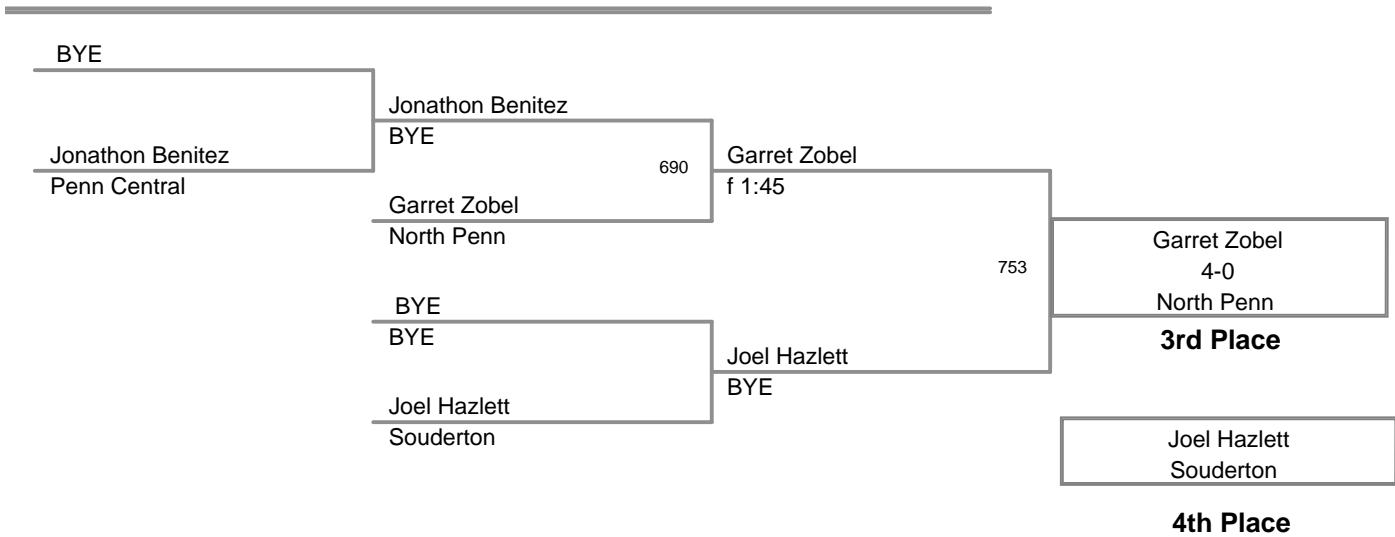 BYE
Jonathon Benitez
Penn Central
Jonathon Benitez
BYE
690
Garret Zobel
North Penn
BYE
BYE
Joel Hazlett
Souderton
Garret Zobel
f 1:45
753
Joel Hazlett
BYE
Garret Zobel
4-0
North Penn
3rd Place
Joel Hazlett
Souderton
4th Place